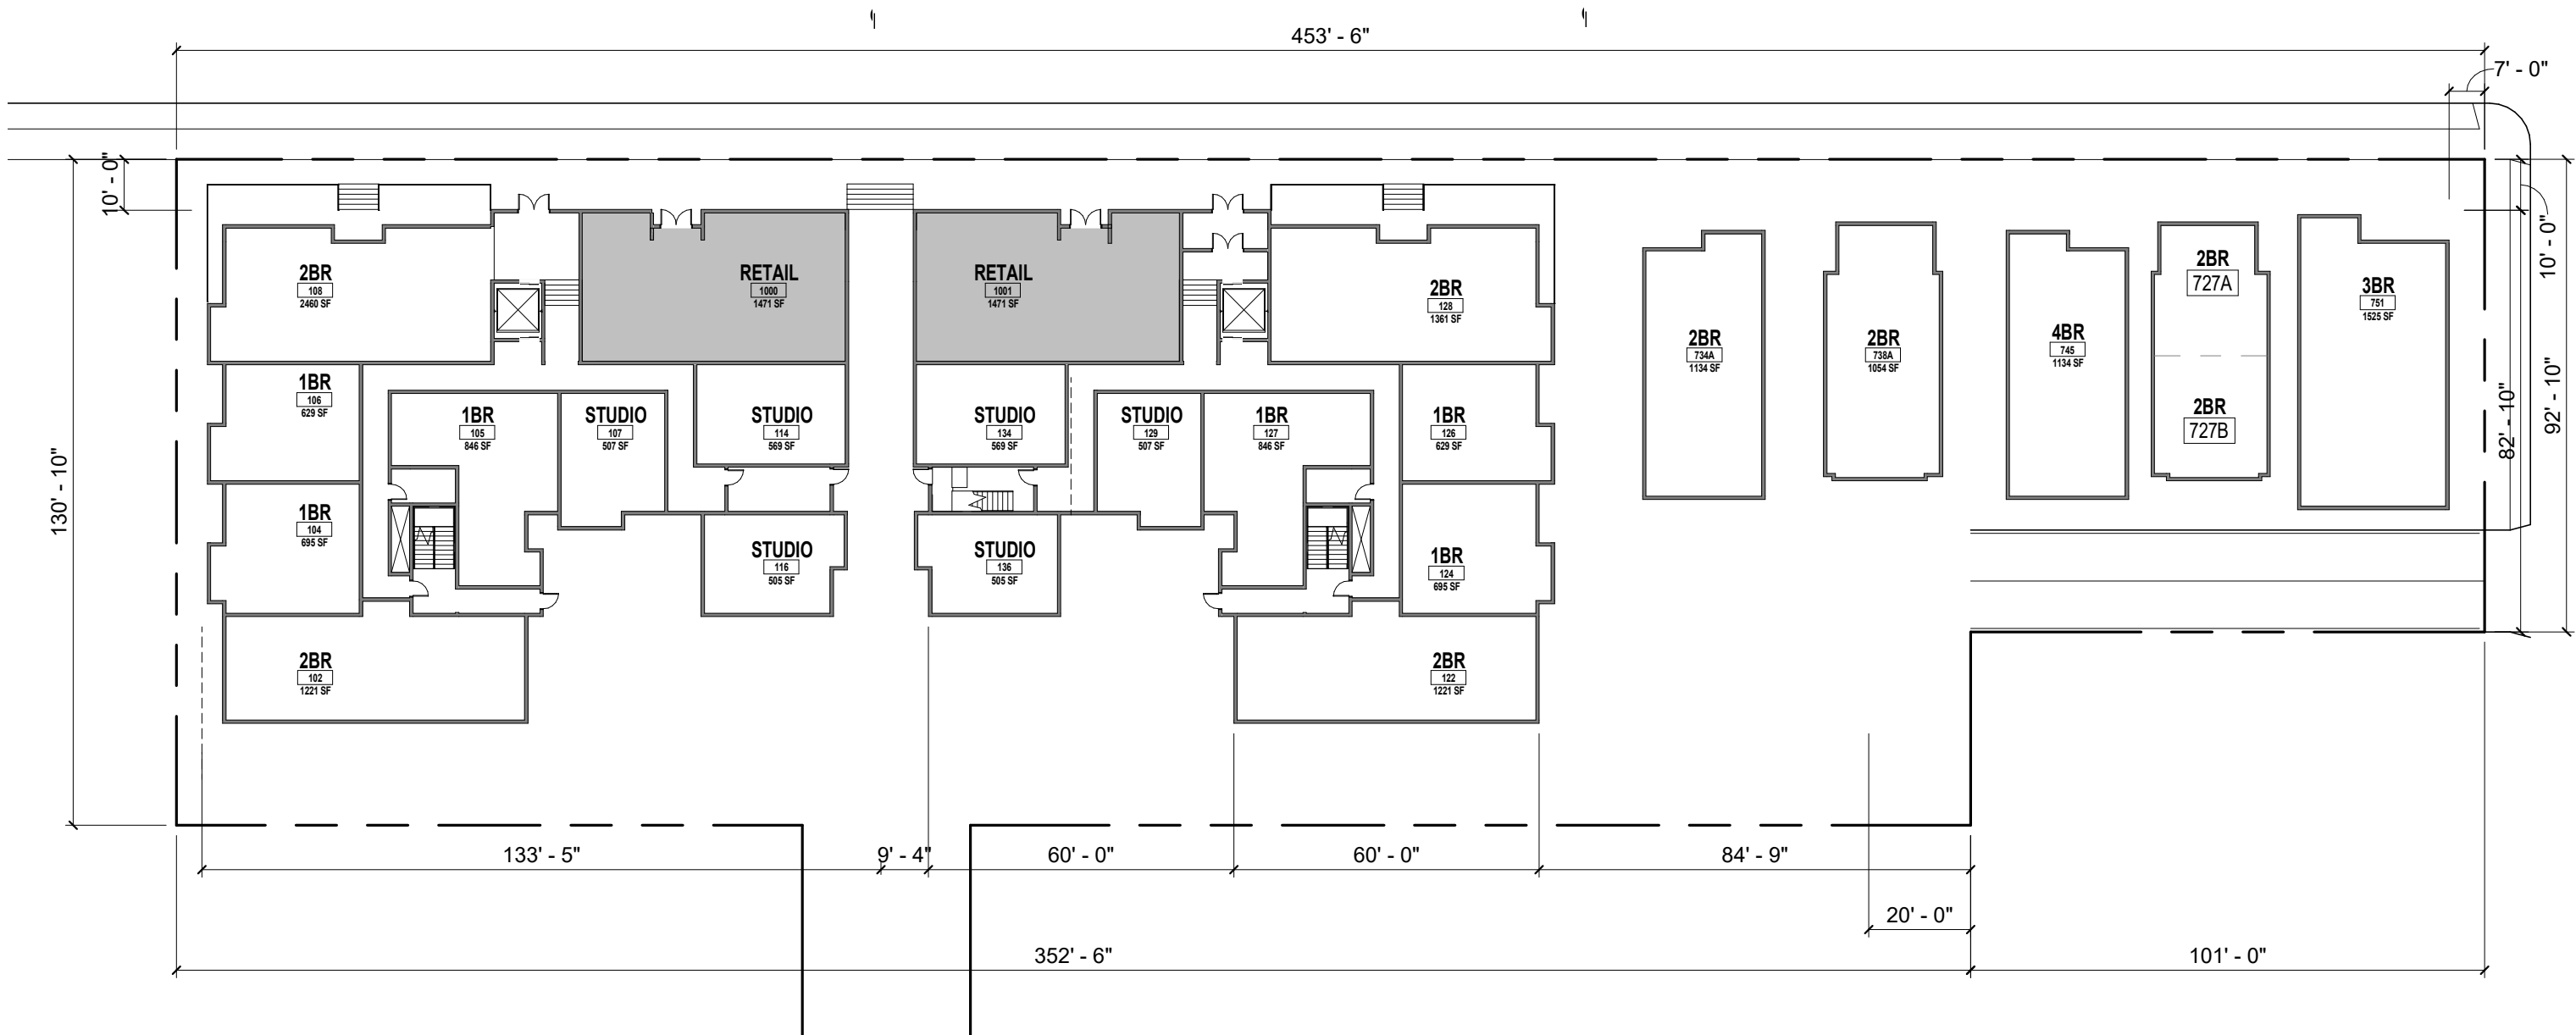 453' - 6"
7' - 0"
10' - 0"
130' - 10"
2BR
108
2460 SF
RETAIL
1000
1471 SF
RETAIL
1001
1471 SF
2BR
128
1361 SF
2BR
734A
1134 SF
2BR
738A
1054 SF
4BR
745
1134 SF
2BR
727A
2BR
727B
3BR
751
1525 SF
10' - 0"
82' - 10"
92' - 10"
1BR
106
629 SF
1BR
105
846 SF
STUDIO
107
507 SF
STUDIO
114
569 SF
STUDIO
134
569 SF
STUDIO
129
507 SF
1BR
127
846 SF
1BR
126
629 SF
1BR
104
695 SF
STUDIO
116
505 SF
STUDIO
136
505 SF
1BR
124
695 SF
2BR
102
1221 SF
2BR
122
1221 SF
133' - 5"
9' - 4"
60' - 0"
60' - 0"
84' - 9"
20' - 0"
352' - 6"
101' - 0"